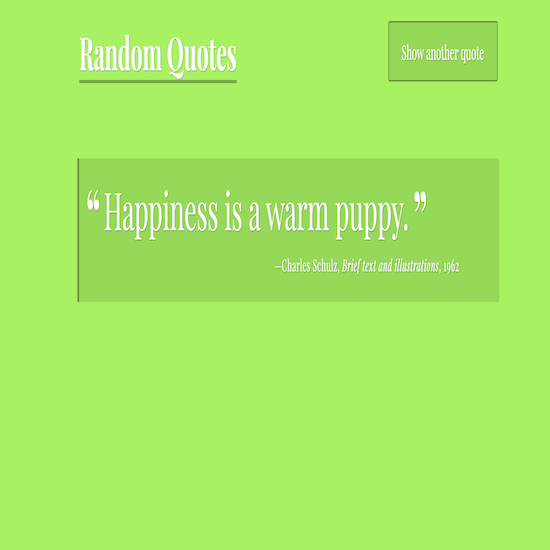 Random Quotes
Show another quote
“Happiness is a warm puppy.”
–Charles Schulz, Brief text and illustrations, 1962